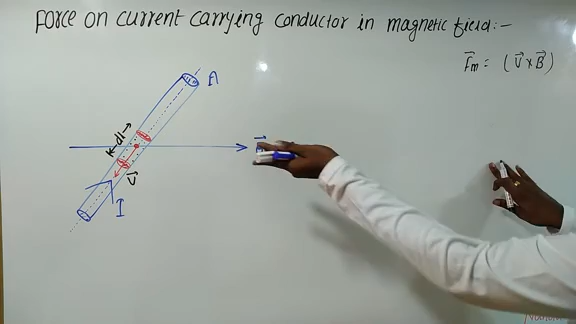 Force on current carrying conductor in magnetic field:-
F⃗m = (V⃗ × B⃗)
A
dl
V⃗
I